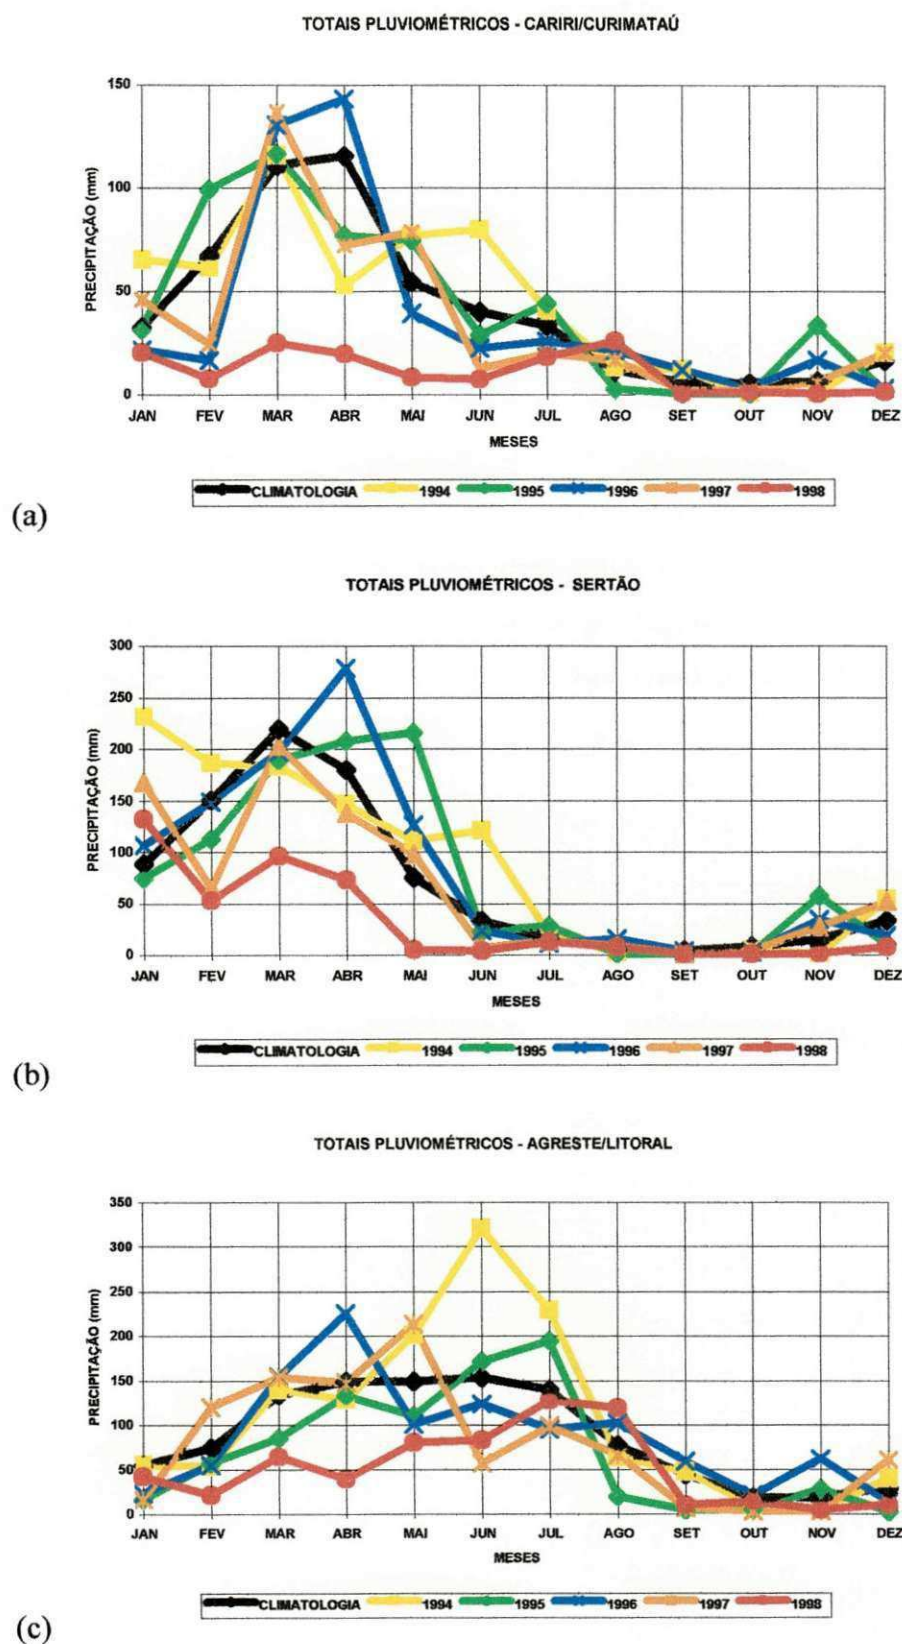 TOTAIS PLUVIOMÉTRICOS - CARIRI/CURIMATAÚ
150
100
50
0
PRECIPITAÇÃO (mm)
JAN FEV MAR ABR MAI JUN JUL AGO SET OUT NOV DEZ
MESES
CLIMATOLOGIA 1994 1995 1996 1997 1998
(a)
TOTAIS PLUVIOMÉTRICOS - SERTÃO
300
250
200
150
100
50
0
PRECIPITAÇÃO (mm)
JAN FEV MAR ABR MAI JUN JUL AGO SET OUT NOV DEZ
MESES
CLIMATOLOGIA 1994 1995 1996 1997 1998
(b)
TOTAIS PLUVIOMÉTRICOS - AGRESTE/LITORAL
350
300
250
200
150
100
50
0
PRECIPITAÇÃO (mm)
JAN FEV MAR ABR MAI JUN JUL AGO SET OUT NOV DEZ
MESES
CLIMATOLOGIA 1994 1995 1996 1997 1998
(c)